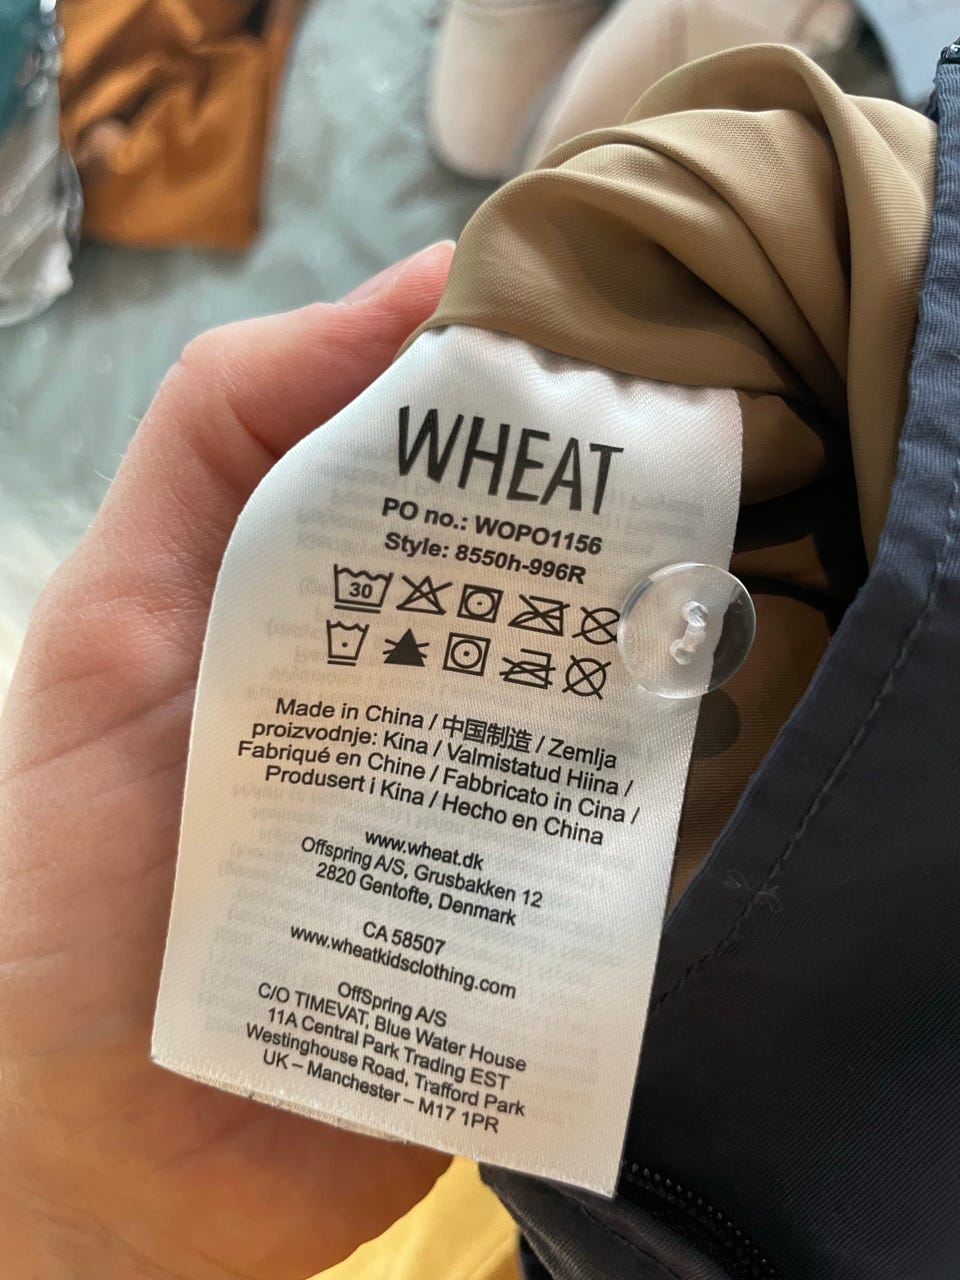 WHEAT
PO no.: WOPO1156
Style: 8550h-996R
30
Made in China / 中国制造 / Zemlja
proizvodnje: Kina / Valmistatud Hiina /
Fabriqué en Chine / Fabbricato in Cina /
Produsert i Kina / Hecho en China
www.wheat.dk
Offspring A/S, Grusbakken 12
2820 Gentofte, Denmark
CA 58507
www.wheatkidsclothing.com
OffSpring A/S
C/O TIMEVAT, Blue Water House
11A Central Park Trading EST
Westinghouse Road, Trafford Park
UK – Manchester – M17 1PR